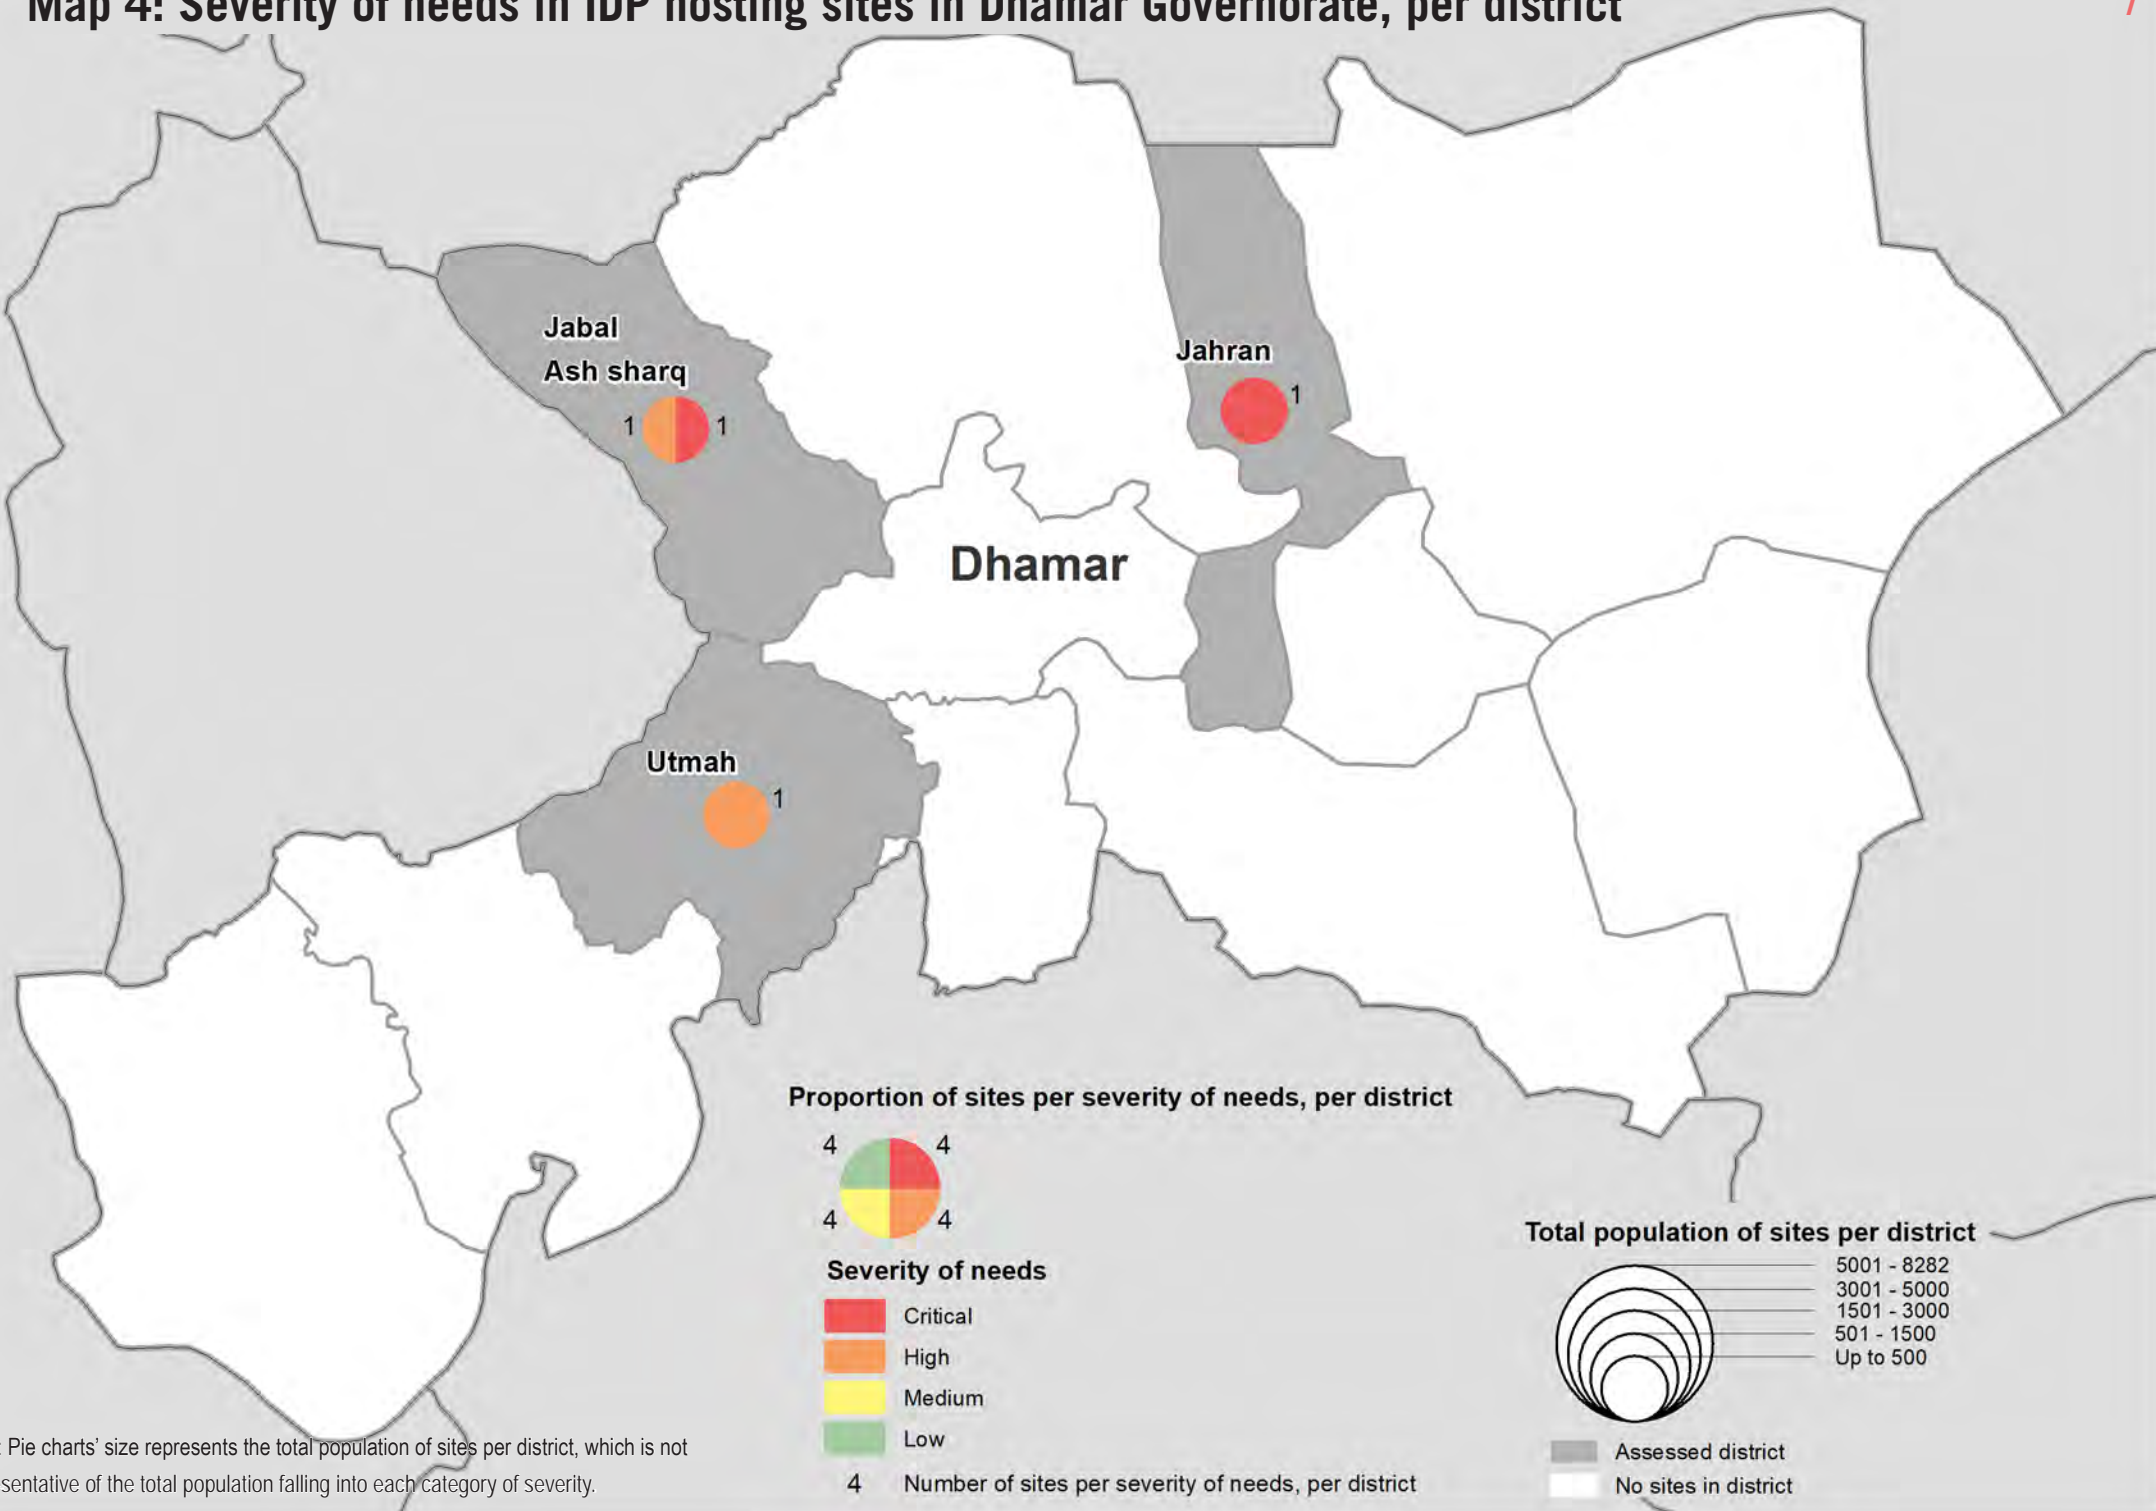 Map 4: Severity of needs in IDP hosting sites in Dhamar Governorate, per district
Jabal
Ash sharq
1
1
Jahran
1
Dhamar
Utmah
1
Proportion of sites per severity of needs, per district
4
4
4
4
Severity of needs
Critical
High
Medium
Low
4 Number of sites per severity of needs, per district
Total population of sites per district
5001 - 8282
3001 - 5000
1501 - 3000
501 - 1500
Up to 500
Assessed district
No sites in district
: Pie charts’ size represents the total population of sites per district, which is not
sentative of the total population falling into each category of severity.